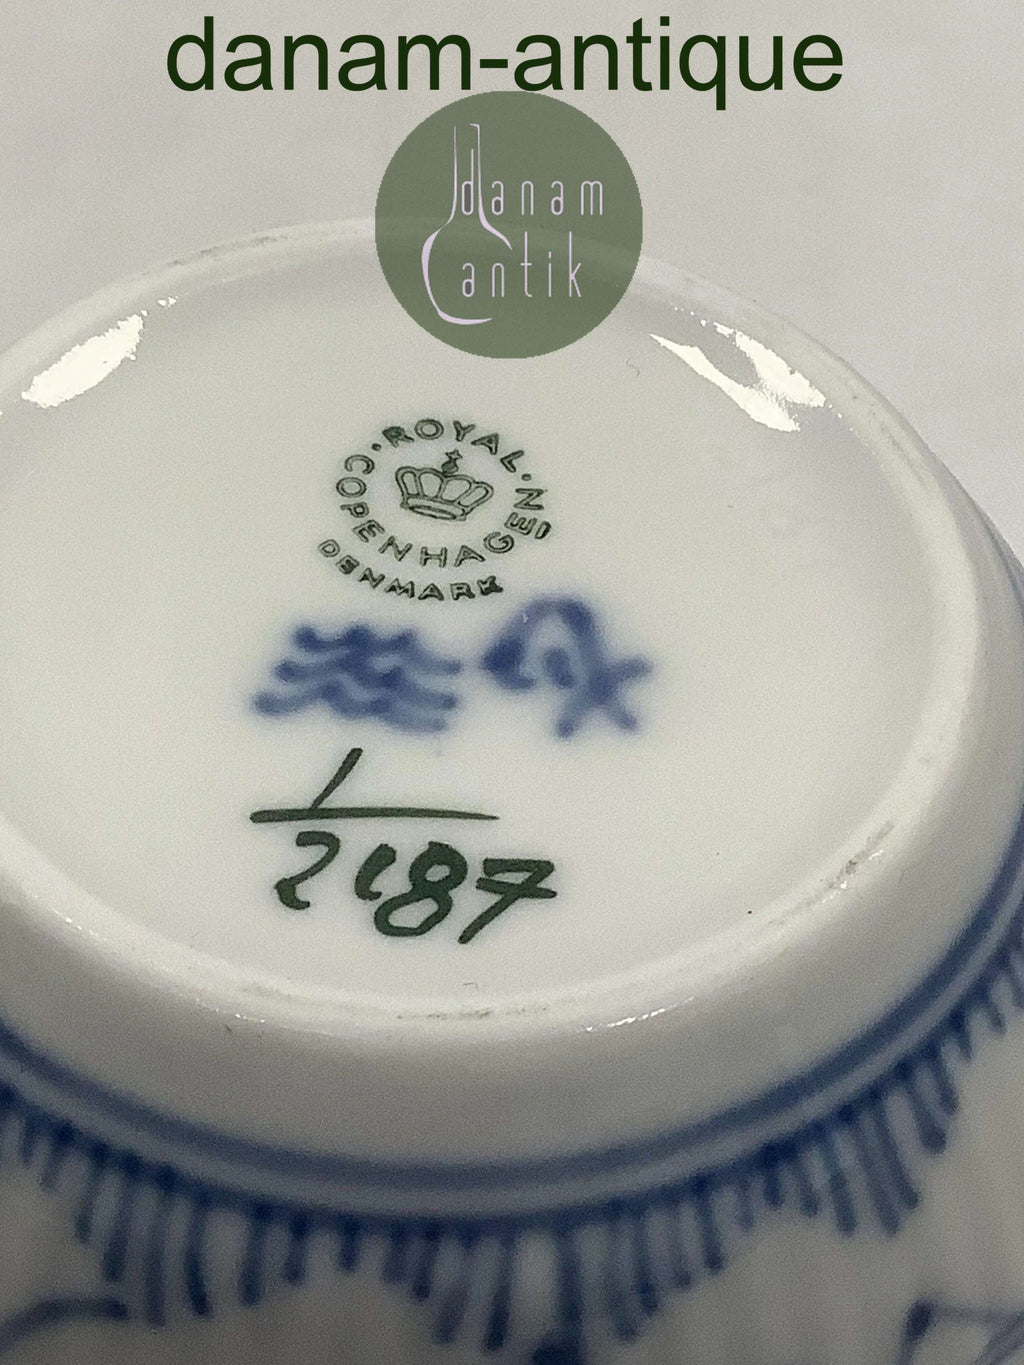 danam-antique
danam
antik
ROYAL
COPENHAGEN
DENMARK
1
2187